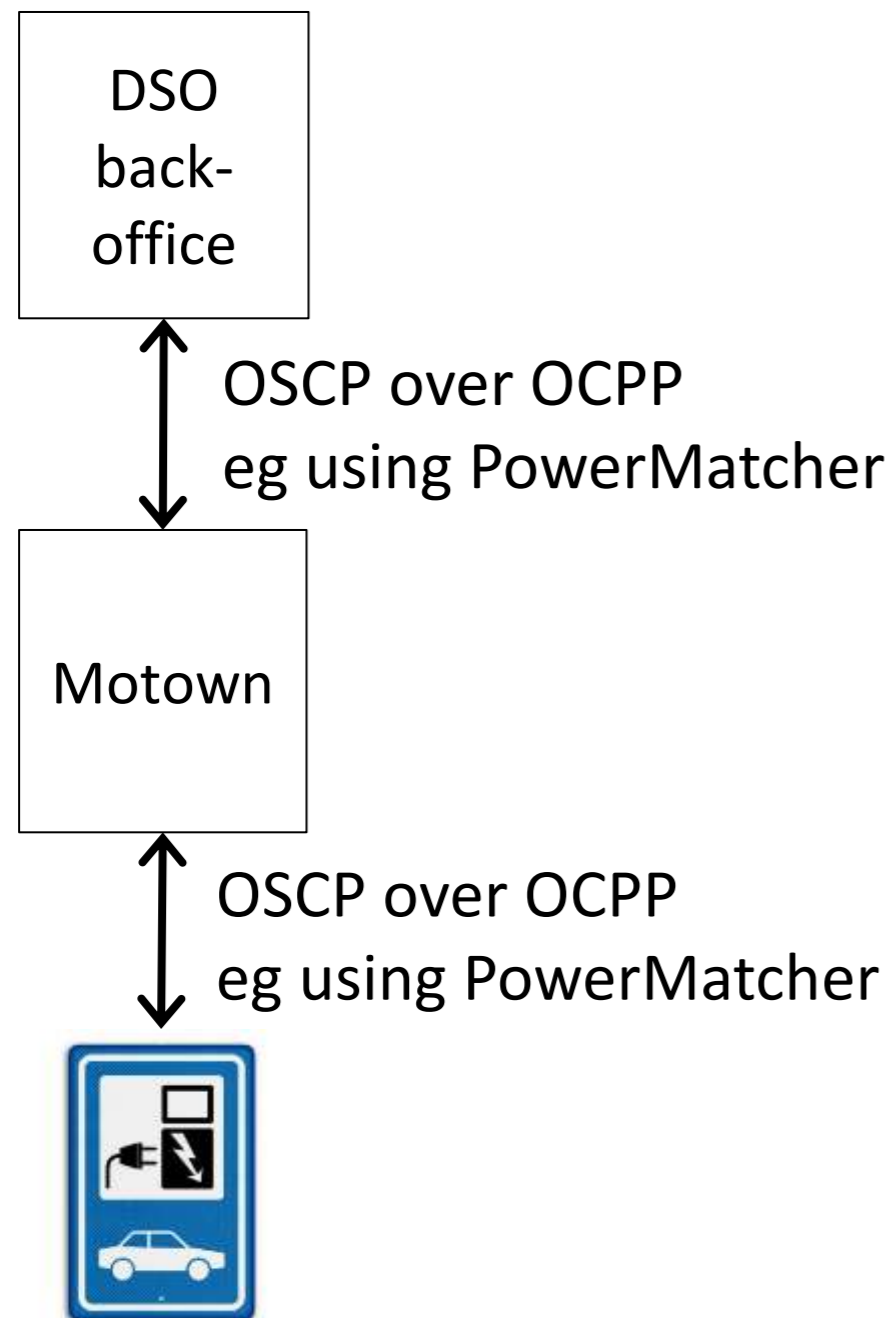 DSO
back-
office
OSCP over OCPP
eg using PowerMatcher
Motown
OSCP over OCPP
eg using PowerMatcher